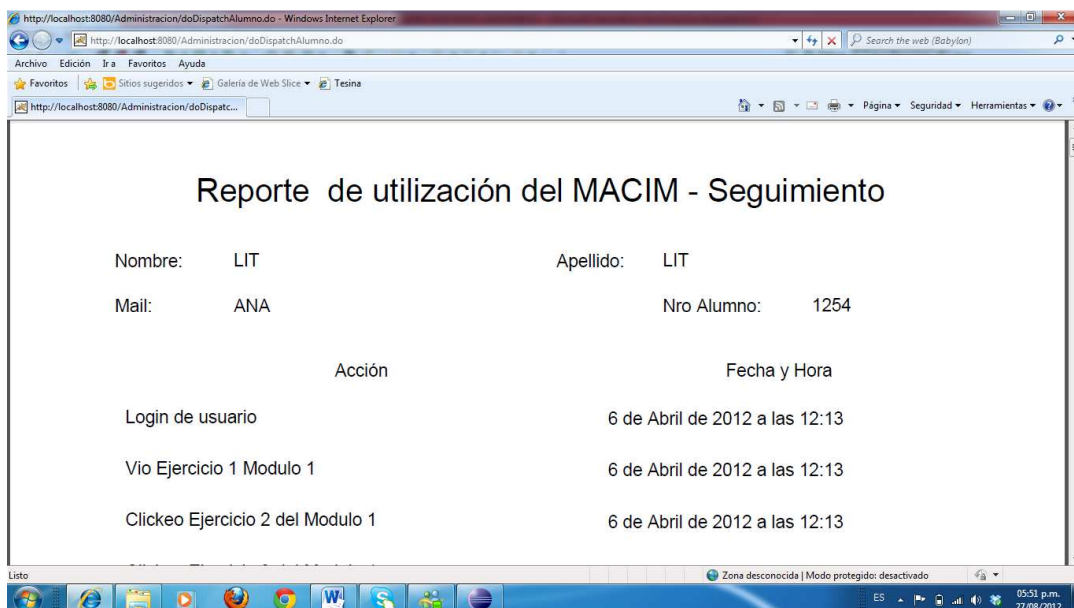 http://localhost:8080/Administracion/doDispatchAlumno.do - Windows Internet Explorer
http://localhost:8080/Administracion/doDispatchAlumno.do
Search the web (Babylon)
Archivo Edición Ir a Favoritos Ayuda
Favoritos Sitios sugeridos Galería de Web Slice Tesina
http://localhost:8080/Administracion/doDispatc...
Página Seguridad Herramientas
Reporte de utilización del MACIM - Seguimiento
Nombre: LIT Apellido: LIT
Mail: ANA Nro Alumno: 1254
Acción Fecha y Hora
Login de usuario 6 de Abril de 2012 a las 12:13
Vio Ejercicio 1 Modulo 1 6 de Abril de 2012 a las 12:13
Clickeo Ejercicio 2 del Modulo 1 6 de Abril de 2012 a las 12:13
Listo Zona desconocida | Modo protegido: desactivado
ES 05:51 p.m.
27/08/2012